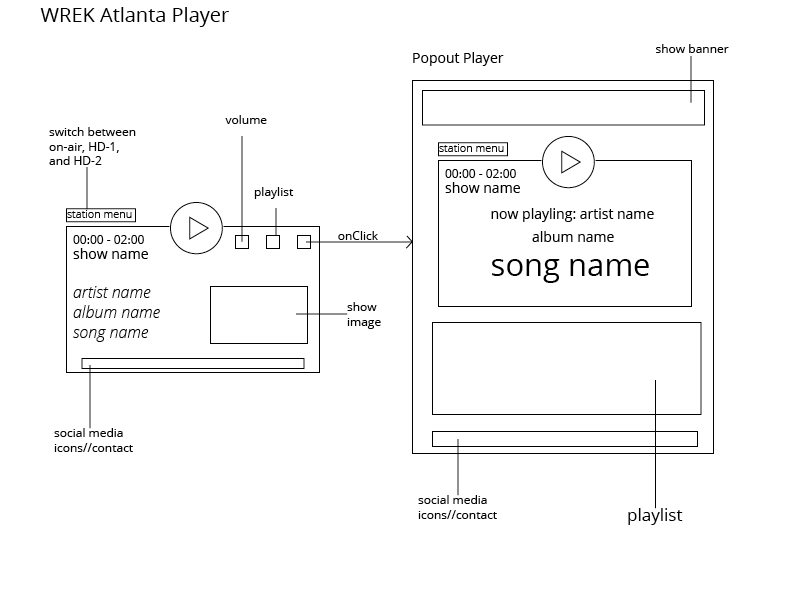 WREK Atlanta Player
switch between
on-air, HD-1,
and HD-2
volume
playlist
station menu
00:00 - 02:00
show name
artist name
album name
song name
onClick
show
image
social media
icons//contact
Popout Player
show banner
station menu
00:00 - 02:00
show name
now playling: artist name
album name
song name
social media
icons//contact
playlist